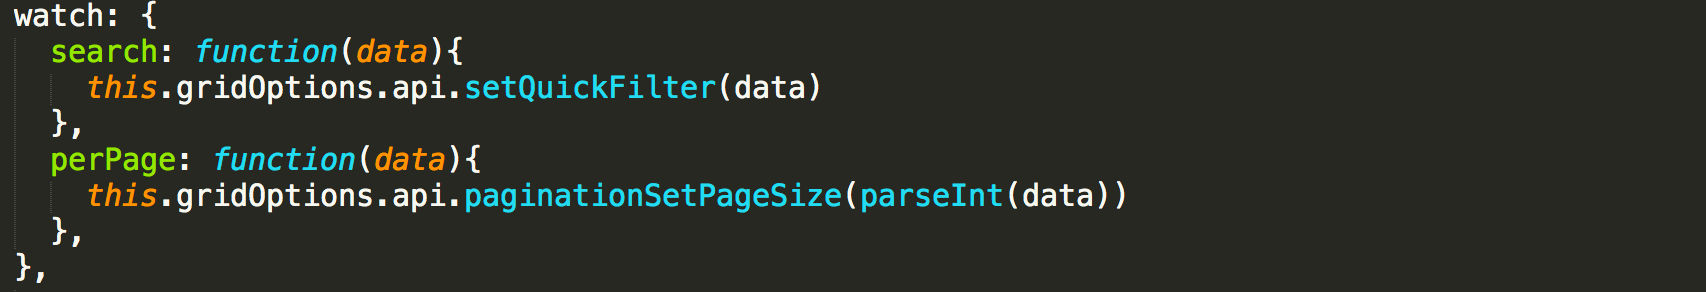 watch: {
  search: function(data){
    this.gridOptions.api.setQuickFilter(data)
  },
  perPage: function(data){
    this.gridOptions.api.paginationSetPageSize(parseInt(data))
  },
},